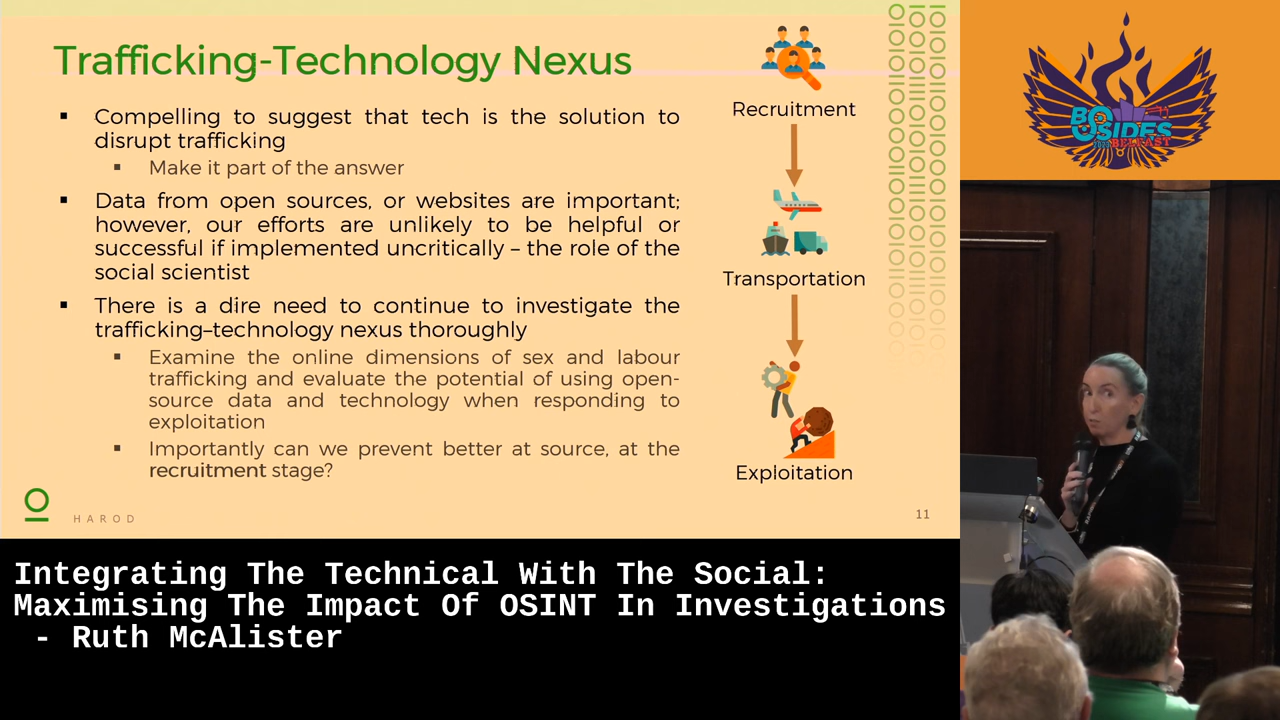 Trafficking-Technology Nexus
Compelling to suggest that tech is the solution to
disrupt trafficking
Make it part of the answer
Data from open sources, or websites are important;
however, our efforts are unlikely to be helpful or
successful if implemented uncritically – the role of the
social scientist
There is a dire need to continue to investigate the
trafficking–technology nexus thoroughly
Examine the online dimensions of sex and labour
trafficking and evaluate the potential of using open-
source data and technology when responding to
exploitation
Importantly can we prevent better at source, at the
recruitment stage?
Recruitment
Transportation
Exploitation
HAROD
11
BSIDES
BELFAST
Integrating The Technical With The Social:
Maximising The Impact Of OSINT In Investigations
- Ruth McAlister